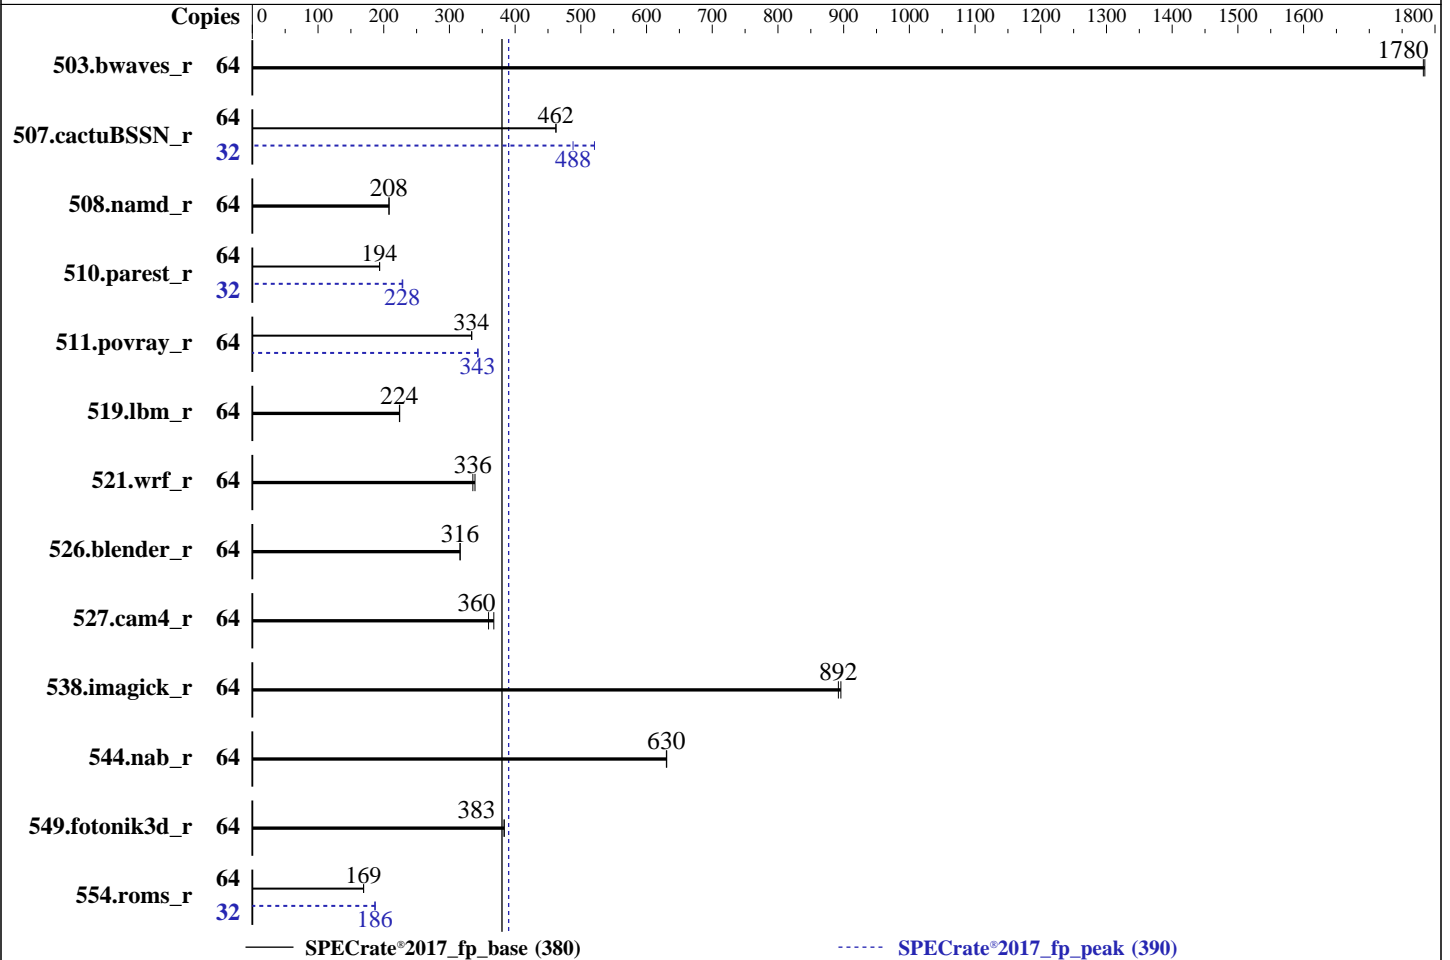 Copies 0 100 200 300 400 500 600 700 800 900 1000 1100 1200 1300 1400 1500 1600 1800
503.bwaves_r 64 1780
507.cactuBSSN_r 64 462
32 488
508.namd_r 64 208
510.parest_r 64 194
32 228
511.povray_r 64 334
343
519.lbm_r 64 224
521.wrf_r 64 336
526.blender_r 64 316
527.cam4_r 64 360
538.imagick_r 64 892
544.nab_r 64 630
549.fotonik3d_r 64 383
554.roms_r 64 169
32 186
SPECrate®2017_fp_base (380) SPECrate®2017_fp_peak (390)